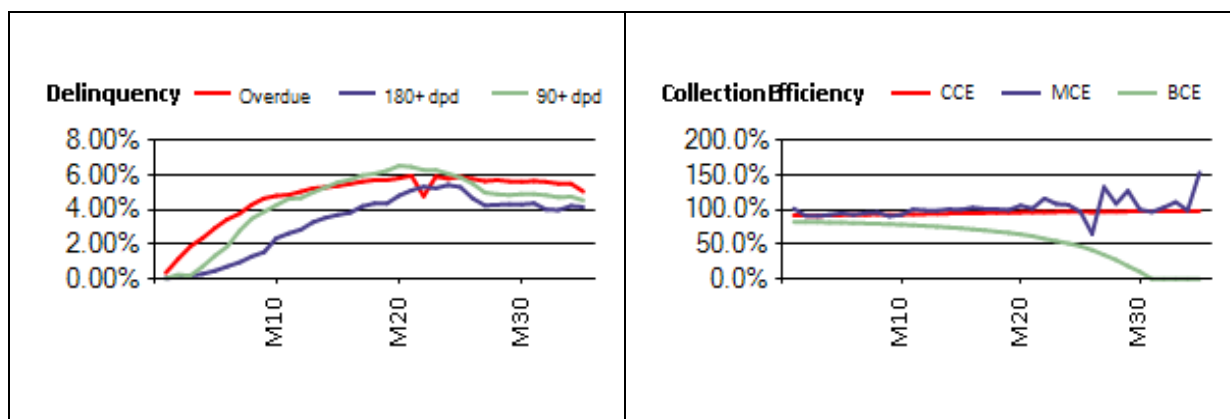 Delinquency Overdue 180+ dpd 90+ dpd
8.00%
6.00%
4.00%
2.00%
0.00%
M10
M20
M30
Collection Efficiency CCE MCE BCE
200.0%
150.0%
100.0%
50.0%
0.0%
M10
M20
M30